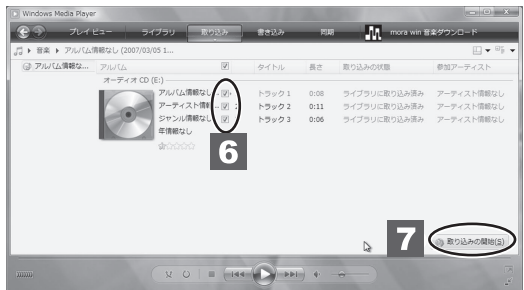 Windows Media Player
プレイ ビュー ライブラリ 取り込み 書き込み 同期 mora win 音楽ダウンロード
音楽 ▶ アルバム情報なし (2007/03/05 1...
アルバム情報な... アルバム タイトル 長さ 取り込みの状態 参加アーティスト
オーディオ CD (E:)
アルバム情報なし トラック 1 0:08 ライブラリに取り込み済み アーティスト情報なし
アーティスト情報... 2 トラック 2 0:11 ライブラリに取り込み済み アーティスト情報なし
ジャンル情報なし トラック 3 0:06 ライブラリに取り込み済み アーティスト情報なし
年情報なし
6
7 取り込みの開始(S)